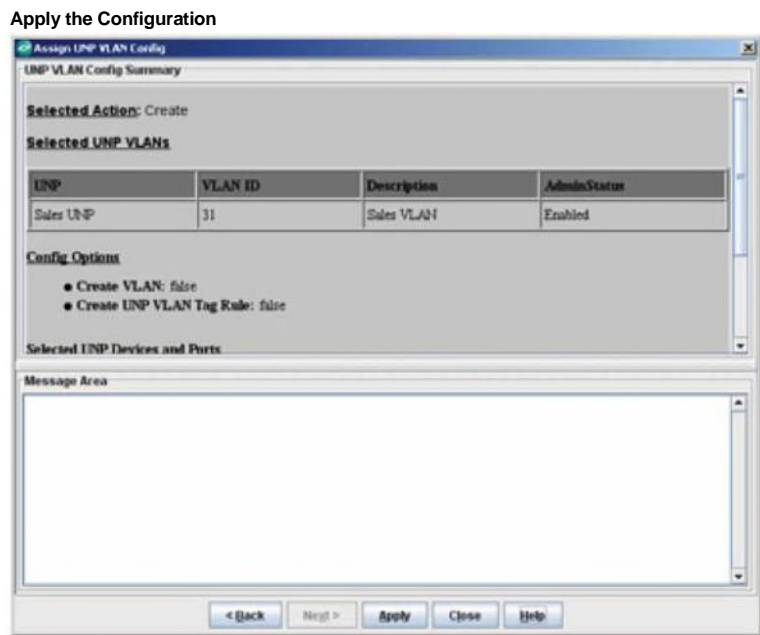 Apply the Configuration
Assign UNP VLAN Config
UNP VLAN Config Summary
Selected Action: Create
Selected UNP VLANs
UNP VLAN ID Description AdminStatus
Sales UNP 31 Sales VLAN Enabled
Config Options
● Create VLAN: false
● Create UNP VLAN Tag Rule: false
Selected UNP Devices and Ports
Message Area
< Back Next > Apply Close Help